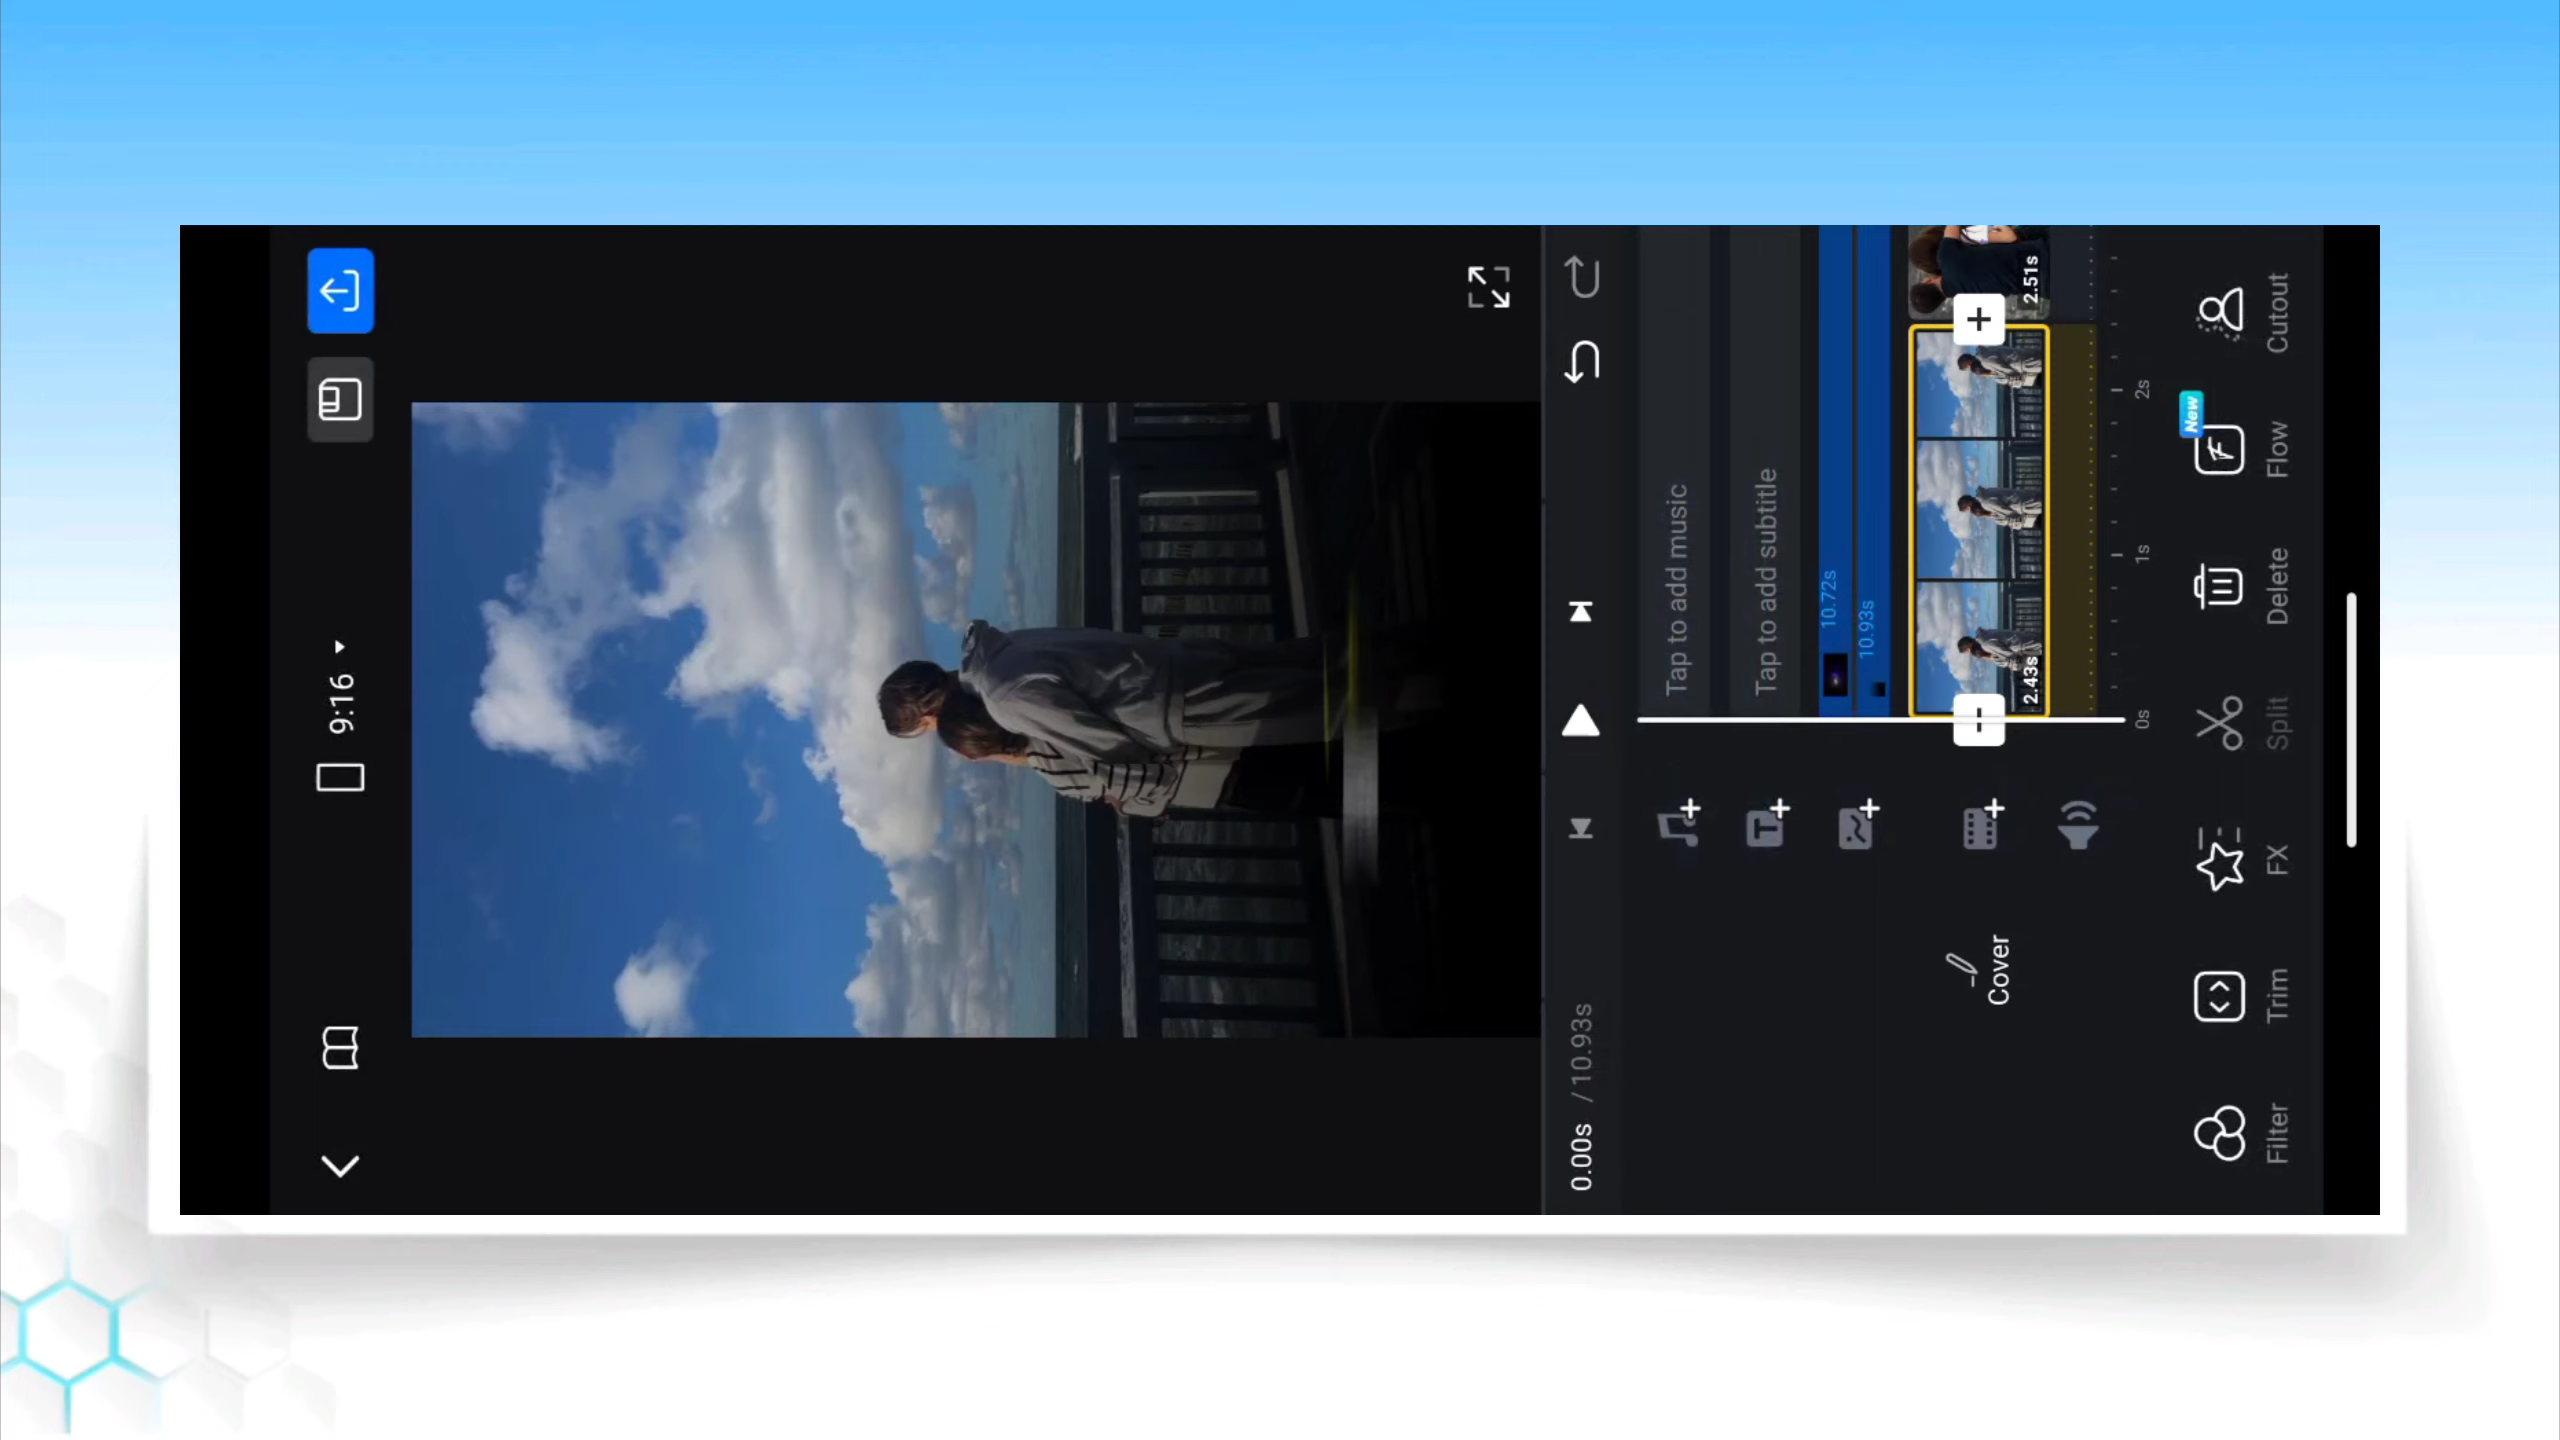 9:16
0.00s / 10.93s
Tap to add music
Tap to add subtitle
10.72s
10.93s
Cover
2.43s
2.51s
0s
1s
2s
New
Filter
Trim
FX
Split
Delete
Flow
Cutout